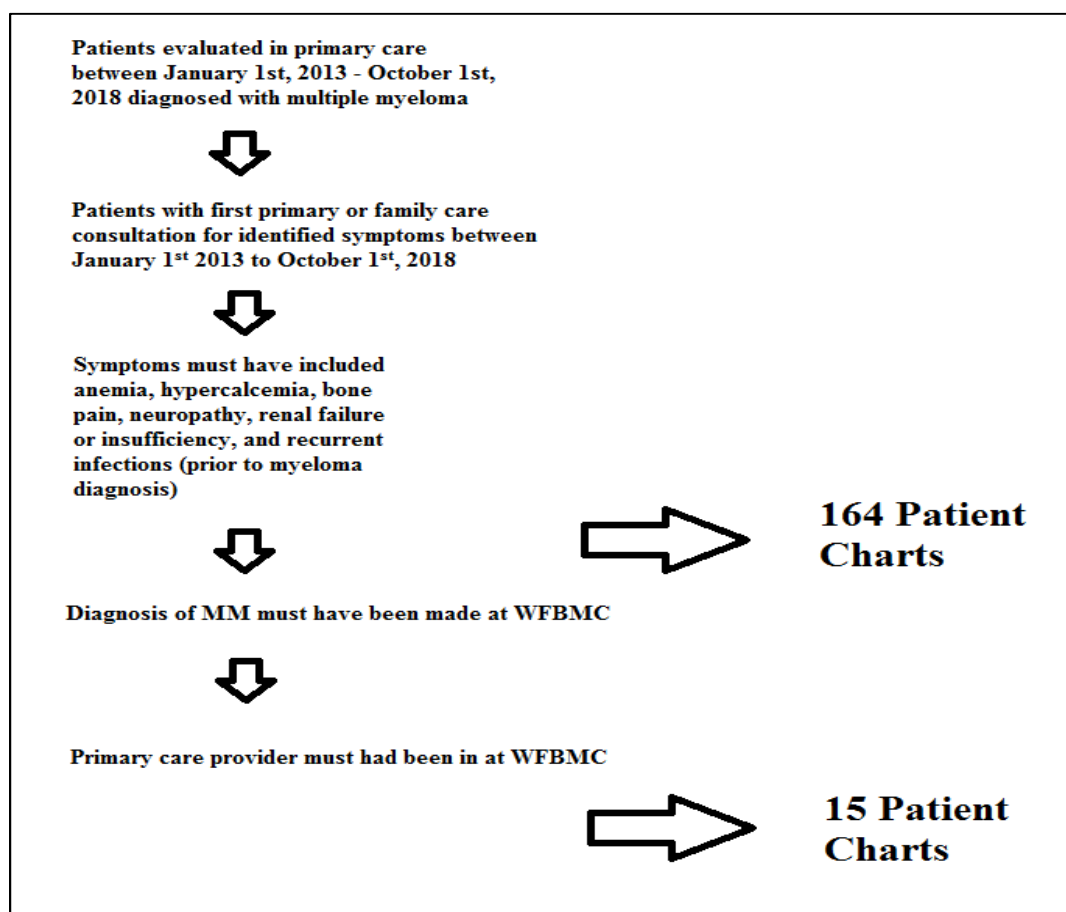 Patients evaluated in primary care
between January 1st, 2013 - October 1st,
2018 diagnosed with multiple myeloma
Patients with first primary or family care
consultation for identified symptoms between
January 1st 2013 to October 1st, 2018
Symptoms must have included
anemia, hypercalcemia, bone
pain, neuropathy, renal failure
or insufficiency, and recurrent
infections (prior to myeloma
diagnosis)
164 Patient
Charts
Diagnosis of MM must have been made at WFBMC
Primary care provider must had been in at WFBMC
15 Patient
Charts